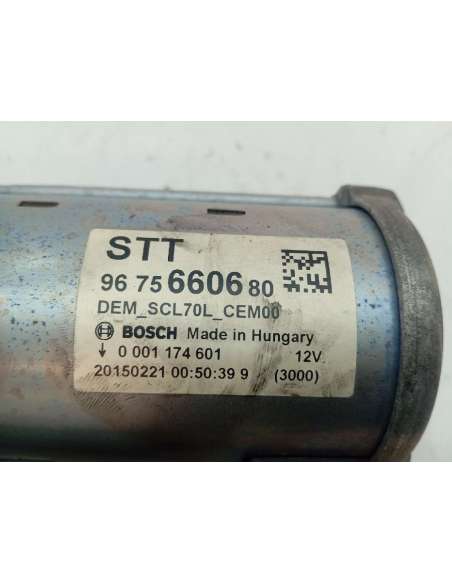 STT
96 75 6606 80
DEM_SCL70L_CEM00
BOSCH Made in Hungary
↓ 0 001 174 601 12V
20150221 00:50:39 9 (3000)